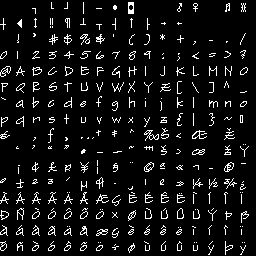 ┐ └ ┘ │ ─ • ◘ ♂ ♀ ♬ ¤
┼ ◄ ↕ ‼ ¶ ┴ ┬ ┤ ↑ ├ → ←
! " # $ % & ' ( ) * + , - . /
0 1 2 3 4 5 6 7 8 9 : ; < = > ?
@ A B C D E F G H I J K L M N O
P Q R S T U V W X Y Z [ \ ] ^ _
` a b c d e f g h i j k l m n o
p q r s t u v w x y z { | } ~
€ , ƒ „ … † ‡ ˆ ‰ Š ‹ Œ Ž
‘ ’ “ ” • – — ˜ ™ š › œ ž Ÿ
¡ ¢ £ ¤ ¥ ¦ § ¨ © ª « ¬ - ® ¯
° ± ² ³ ´ µ ¶ · ¸ ¹ º » ¼ ½ ¾ ¿
À Á Â Ã Ä Å Æ Ç È É Ê Ë Ì Í Î Ï
Ð Ñ Ò Ó Ô Õ Ö × Ø Ù Ú Û Ü Ý Þ β
à á â ã ä å æ ç è é ê ë ì í î ï
ð ñ ò ó ô õ ö ÷ ø ù ú û ü ý þ ÿ